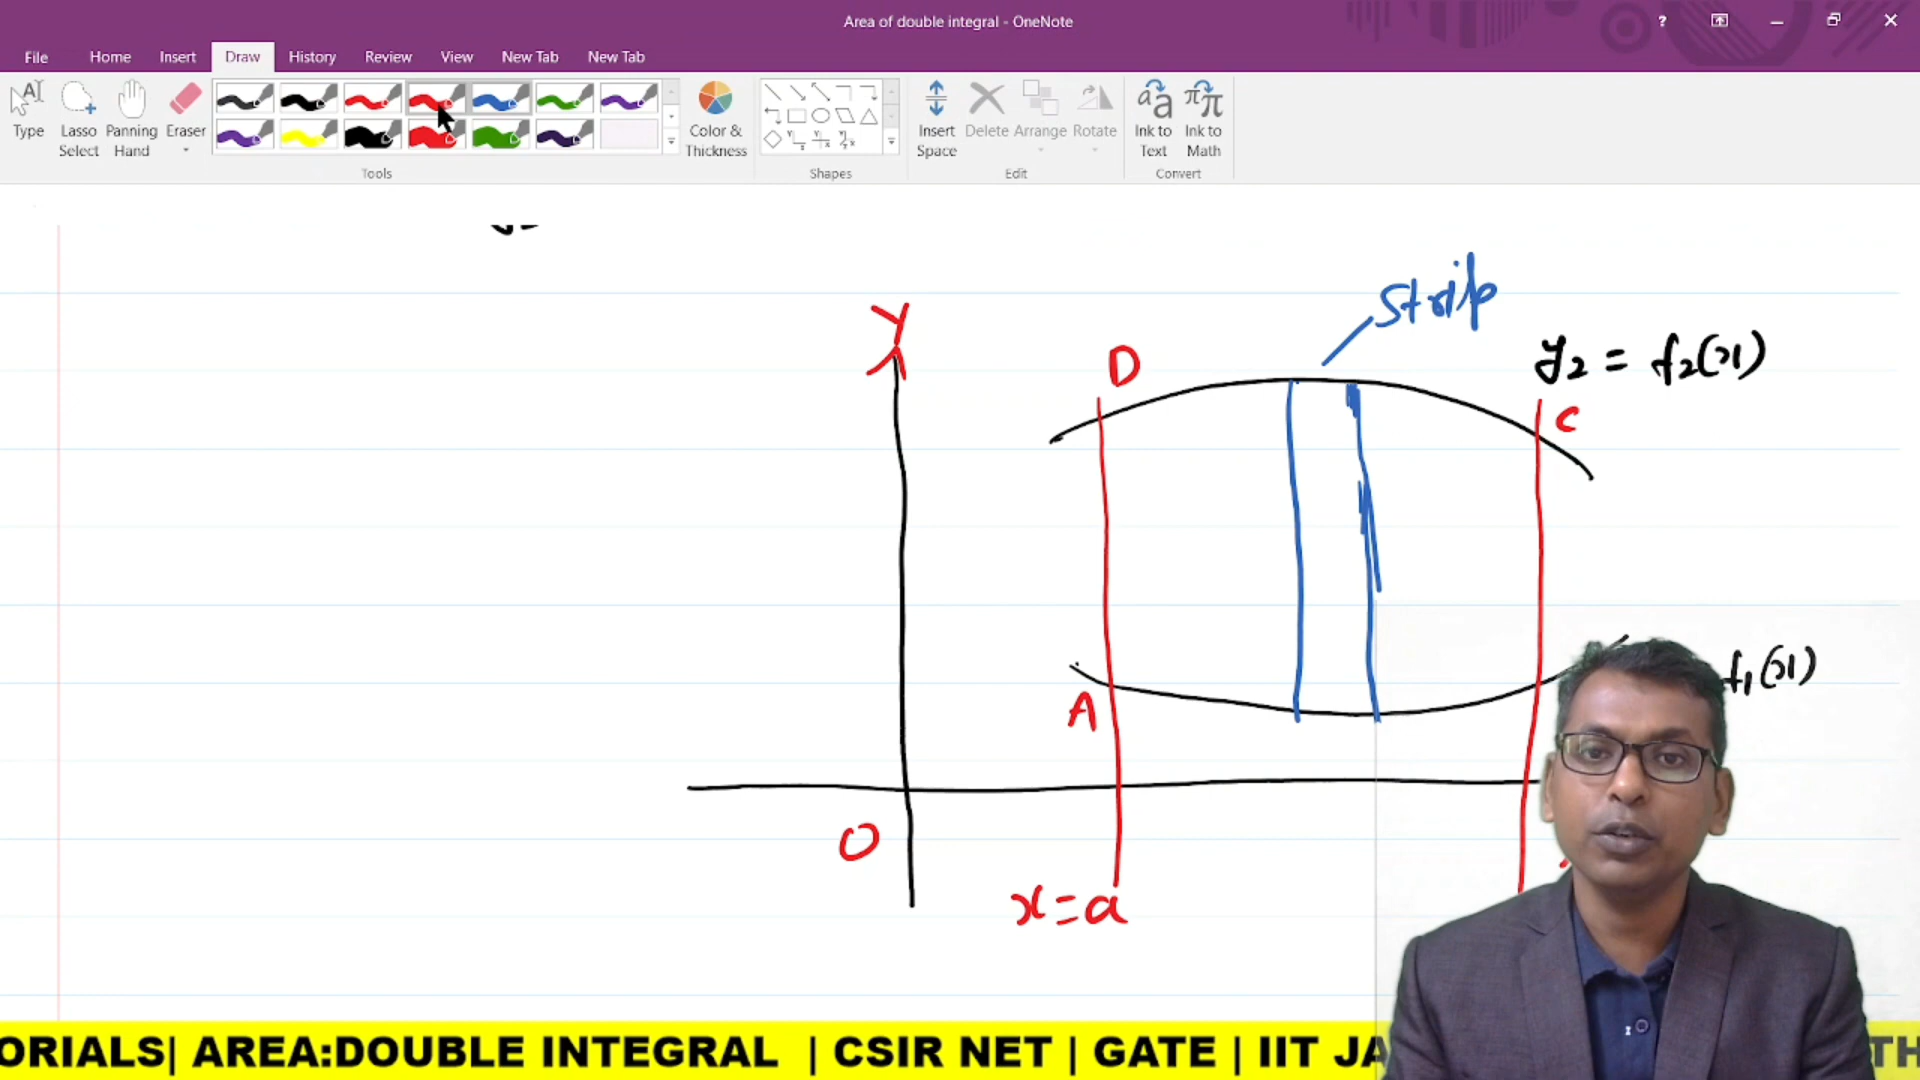 Area of double integral - OneNote
?
File Home Insert Draw History Review View New Tab New Tab
Type
Lasso Select
Panning Hand
Eraser
Color & Thickness
Insert Space
Delete
Arrange
Rotate
Ink to Text
Ink to Math
Tools
Shapes
Edit
Convert
Strip
Y
D
y2 = f2(x)
C
f1(x)
A
O
x=a
ORIALS| AREA:DOUBLE INTEGRAL | CSIR NET | GATE | IIT JA
TH